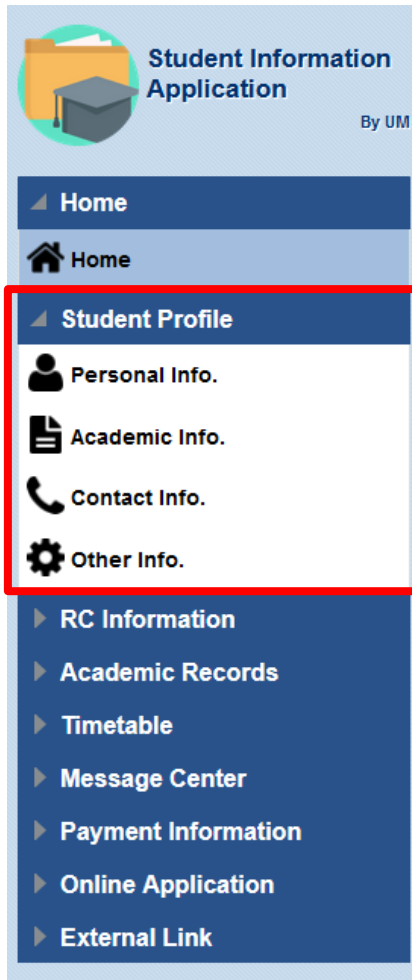 Student Information
Application
By UM
Home
Home
Student Profile
Personal Info.
Academic Info.
Contact Info.
Other Info.
RC Information
Academic Records
Timetable
Message Center
Payment Information
Online Application
External Link